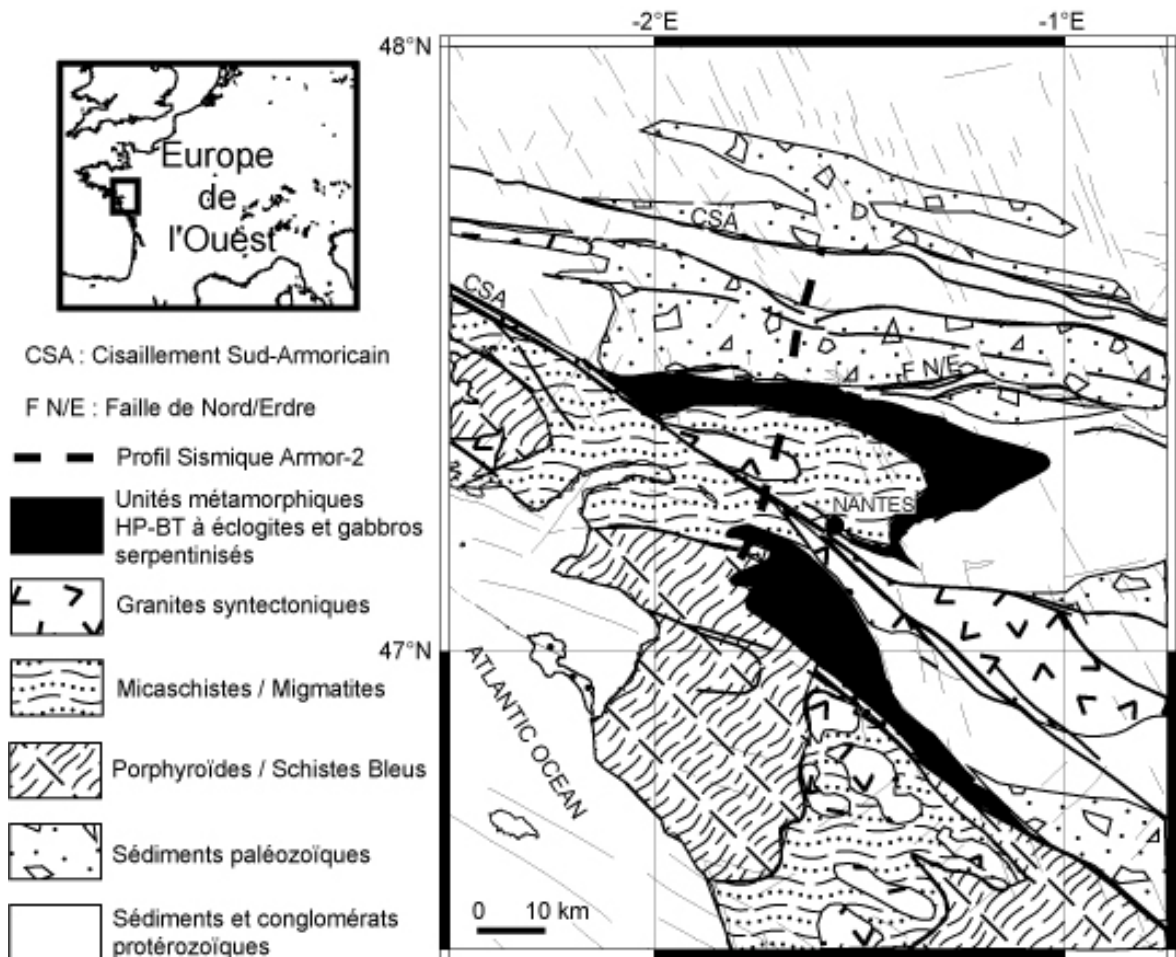 -2°E
-1°E
48°N
Europe
de
l'Ouest
CSA
CSA
CSA : Cisaillement Sud-Armoricain
F N/E
F N/E : Faille de Nord/Erdre
Profil Sismique Armor-2
Unités métamorphiques
HP-BT à éclogites et gabbros
serpentinisés
NANTES
Granites syntectoniques
47°N
ATLANTIC OCEAN
Micaschistes / Migmatites
Porphyroïdes / Schistes Bleus
Sédiments paléozoïques
0 10 km
Sédiments et conglomérats
protérozoïques